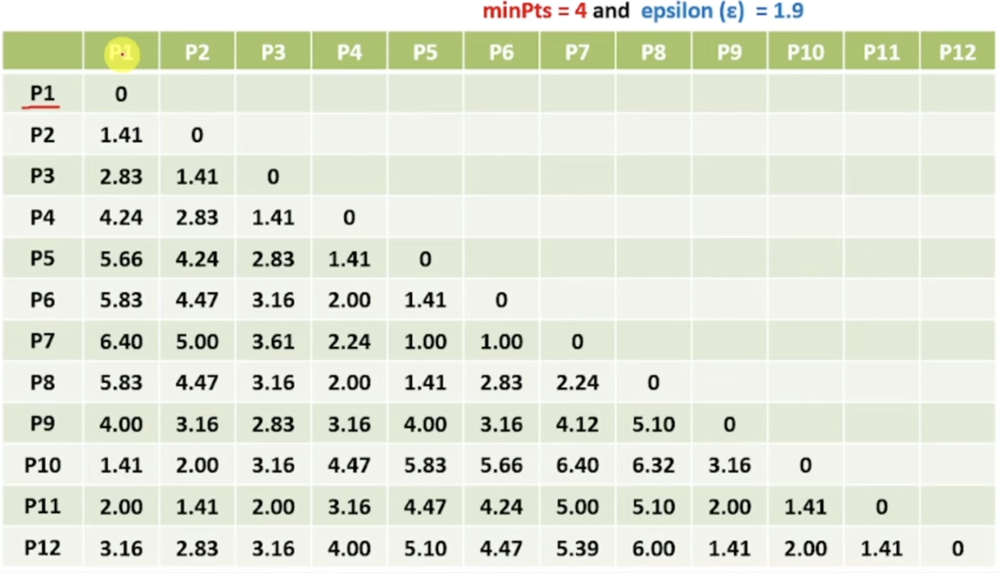 minPts = 4 and epsilon (ε) = 1.9
P1 P2 P3 P4 P5 P6 P7 P8 P9 P10 P11 P12
P1 0
P2 1.41 0
P3 2.83 1.41 0
P4 4.24 2.83 1.41 0
P5 5.66 4.24 2.83 1.41 0
P6 5.83 4.47 3.16 2.00 1.41 0
P7 6.40 5.00 3.61 2.24 1.00 1.00 0
P8 5.83 4.47 3.16 2.00 1.41 2.83 2.24 0
P9 4.00 3.16 2.83 3.16 4.00 3.16 4.12 5.10 0
P10 1.41 2.00 3.16 4.47 5.83 5.66 6.40 6.32 3.16 0
P11 2.00 1.41 2.00 3.16 4.47 4.24 5.00 5.10 2.00 1.41 0
P12 3.16 2.83 3.16 4.00 5.10 4.47 5.39 6.00 1.41 2.00 1.41 0